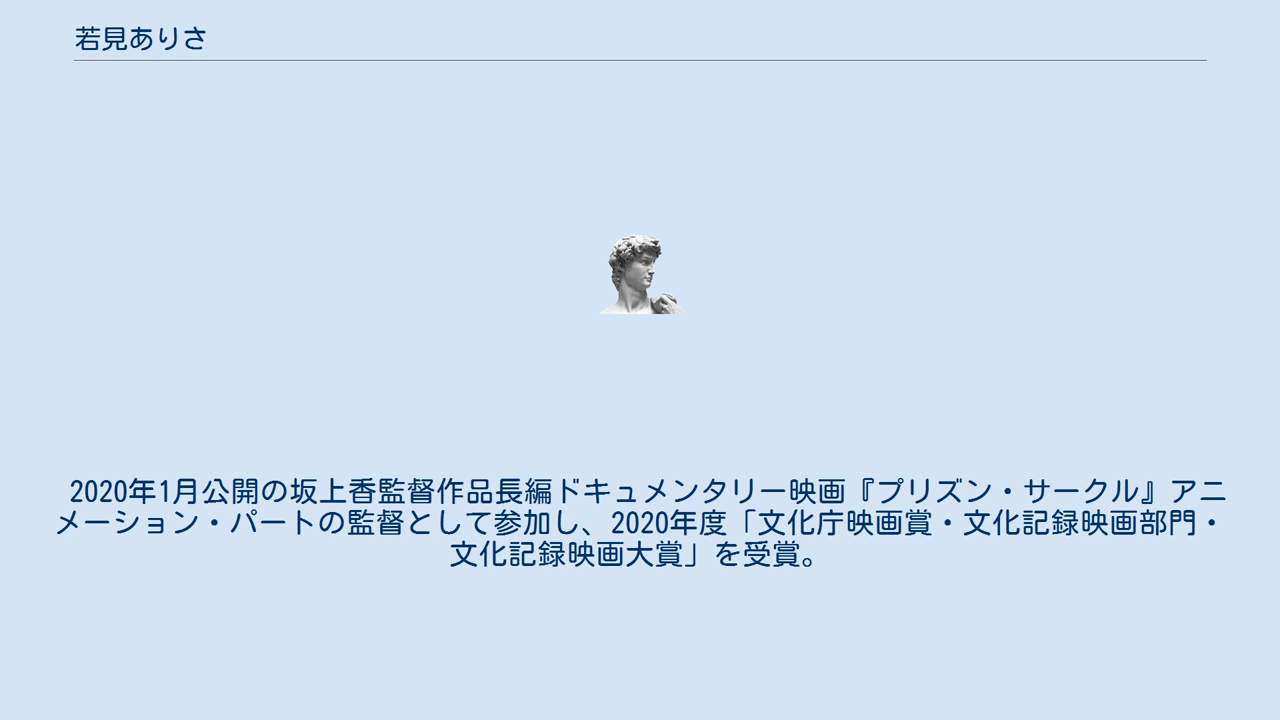 若見ありさ
2020年1月公開の坂上香監督作品長編ドキュメンタリー映画『プリズン・サークル』アニ
メーション・パートの監督として参加し、2020年度「文化庁映画賞・文化記録映画部門・
文化記録映画大賞」を受賞。